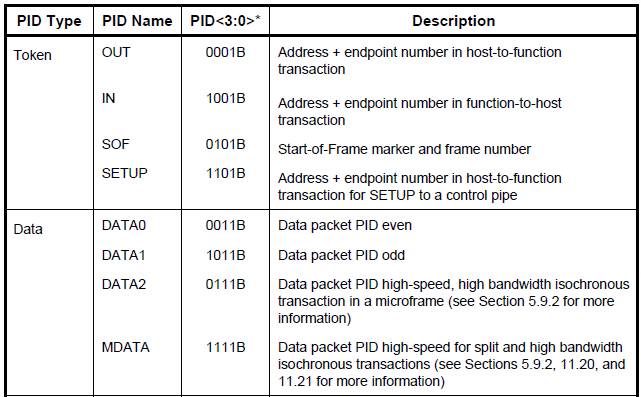 PID Type PID Name PID<3:0>* Description
Token OUT 0001B Address + endpoint number in host-to-function
transaction
IN 1001B Address + endpoint number in function-to-host
transaction
SOF 0101B Start-of-Frame marker and frame number
SETUP 1101B Address + endpoint number in host-to-function
transaction for SETUP to a control pipe
Data DATA0 0011B Data packet PID even
DATA1 1011B Data packet PID odd
DATA2 0111B Data packet PID high-speed, high bandwidth isochronous
transaction in a microframe (see Section 5.9.2 for more
information)
MDATA 1111B Data packet PID high-speed for split and high bandwidth
isochronous transactions (see Sections 5.9.2, 11.20, and
11.21 for more information)